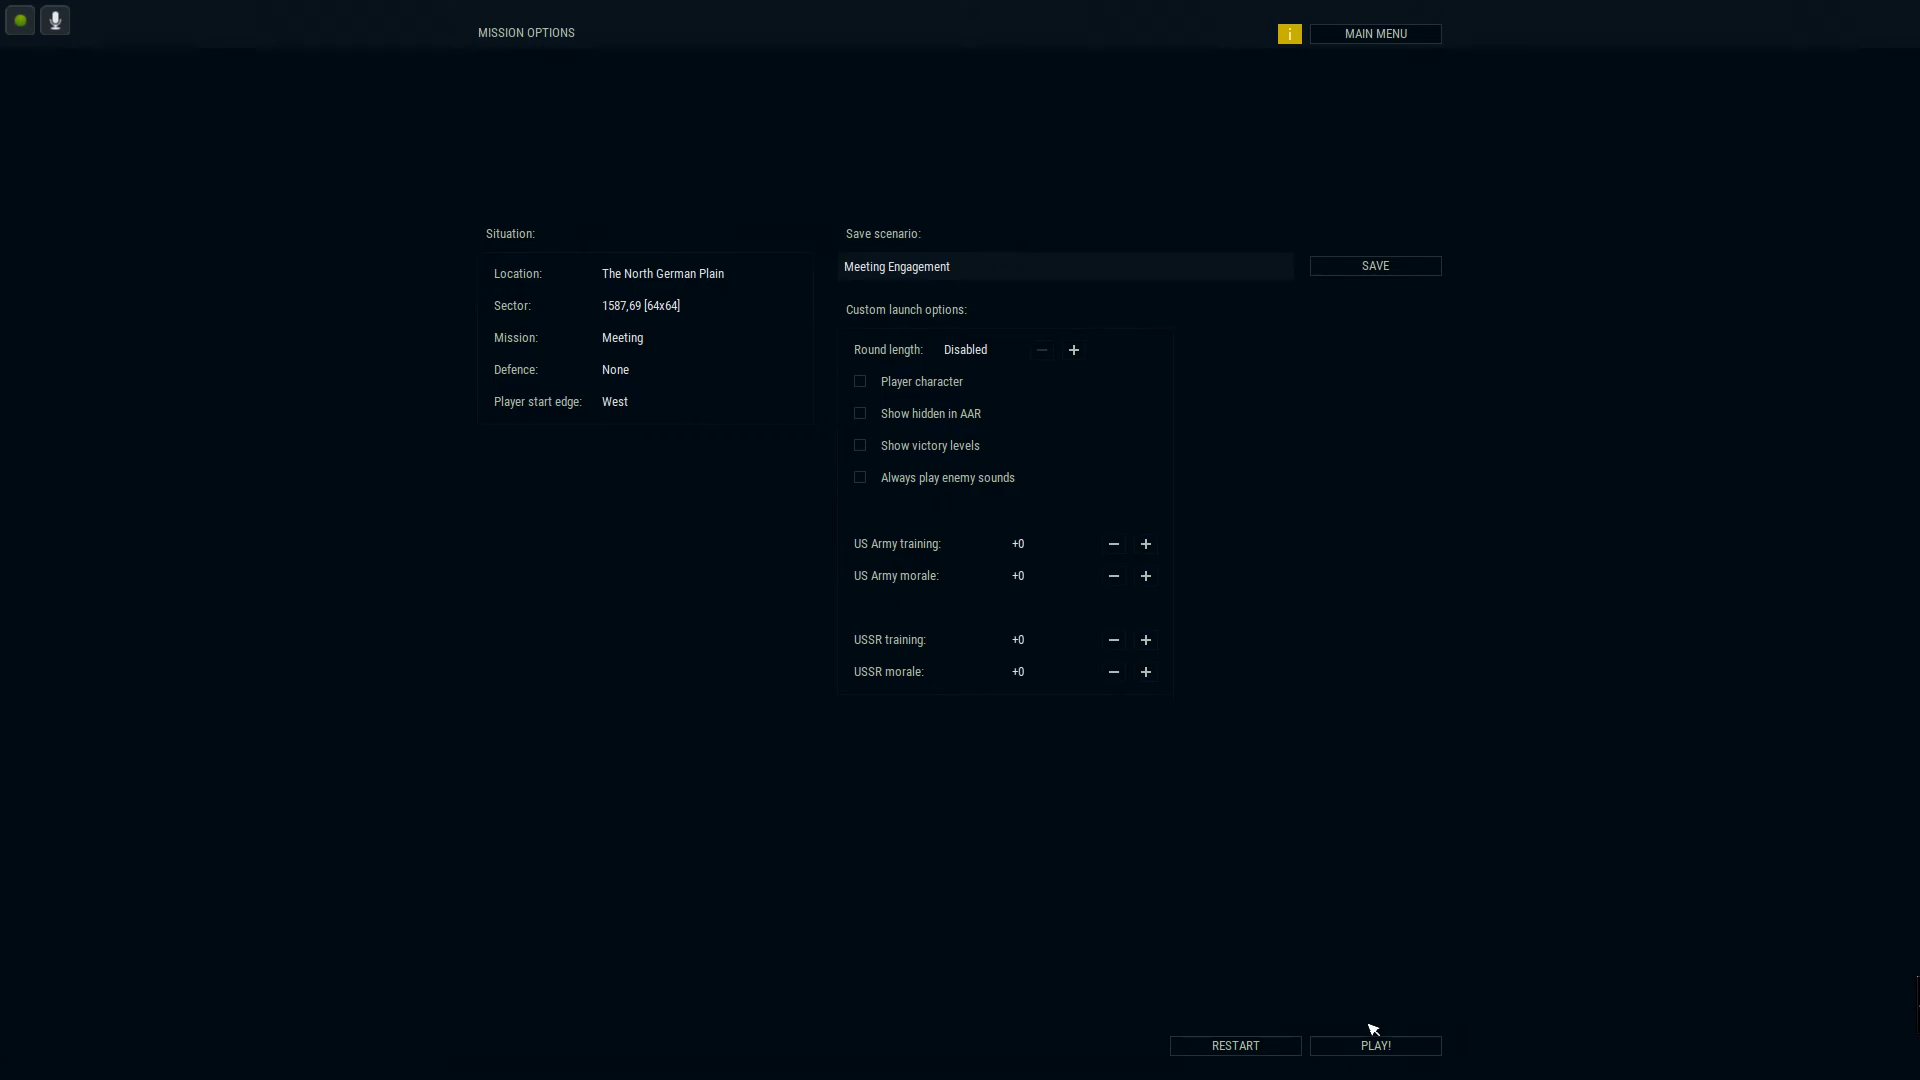 MISSION OPTIONS
i
MAIN MENU
Situation:
Location: The North German Plain
Sector: 1587,69 [64x64]
Mission: Meeting
Defence: None
Player start edge: West
Save scenario:
Meeting Engagement
SAVE
Custom launch options:
Round length: Disabled − +
Player character
Show hidden in AAR
Show victory levels
Always play enemy sounds
US Army training: +0 − +
US Army morale: +0 − +
USSR training: +0 − +
USSR morale: +0 − +
RESTART
PLAY!